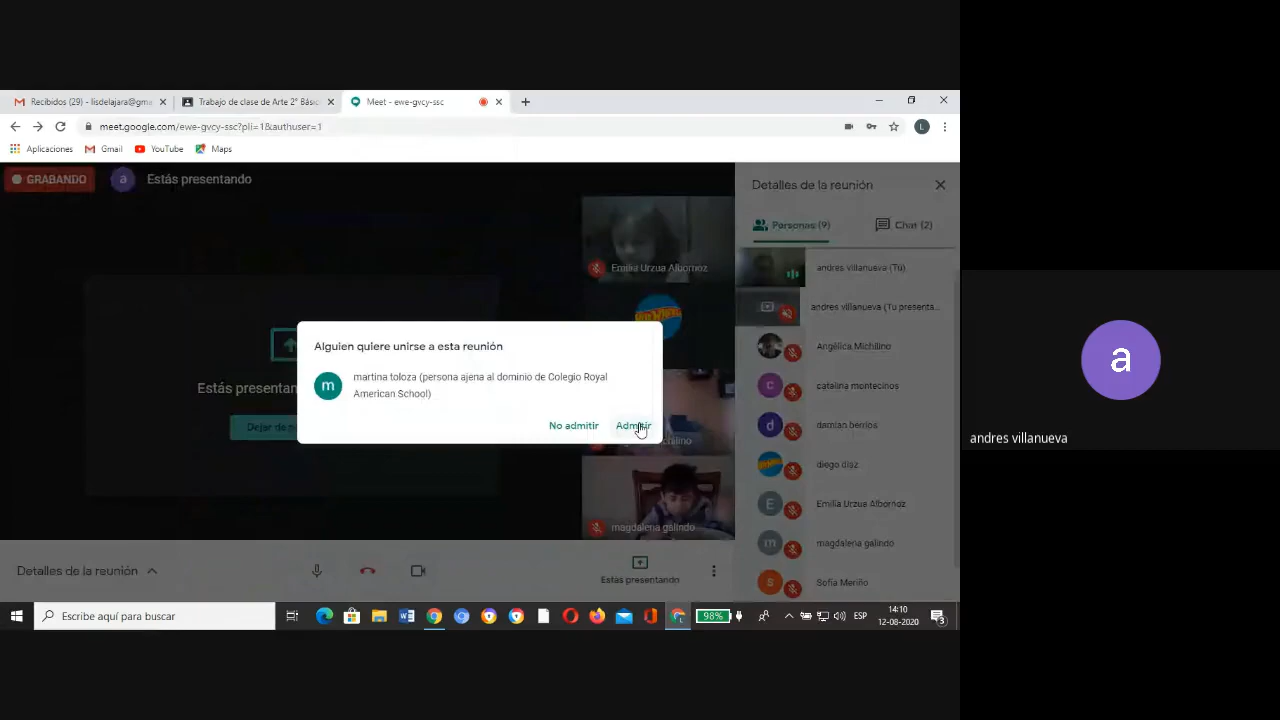 Recibidos (29) - lisdelajara@gma
Trabajo de clase de Arte 2° Básic
Meet - ewe-gvcy-ssc
meet.google.com/ewe-gvcy-ssc?pli=1&authuser=1
L
Aplicaciones
Gmail
YouTube
Maps
GRABANDO
a
Estás presentando
Detalles de la reunión
Personas (9)
Chat (2)
Emilia Urzua Albornoz
andres villanueva (Tú)
andres villanueva (Tu presenta...
Angélica Michilino
catalina montecinos
damian berrios
diego diaz
Emilia Urzua Albornoz
magdalena galindo
Sofía Meriño
Alguien quiere unirse a esta reunión
m
martina toloza (persona ajena al dominio de Colegio Royal
American School)
No admitir
Admitir
magdalena galindo
Detalles de la reunión
Estás presentando
Escribe aquí para buscar
98%
ESP
14:10
12-08-2020
3
a
andres villanueva